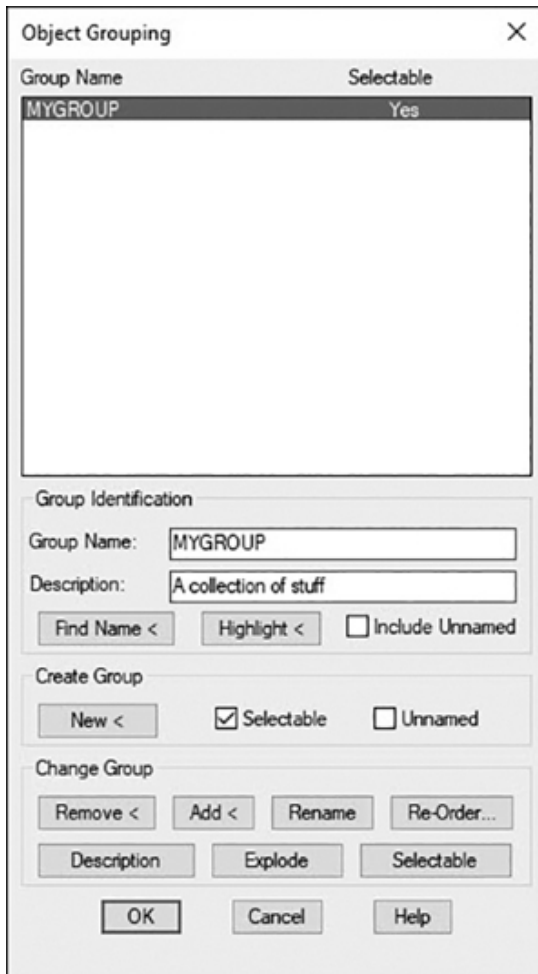 Object Grouping
Group Name Selectable
MYGROUP Yes
Group Identification
Group Name: MYGROUP
Description: A collection of stuff
Find Name < Highlight < Include Unnamed
Create Group
New < Selectable Unnamed
Change Group
Remove < Add < Rename Re-Order...
Description Explode Selectable
OK Cancel Help